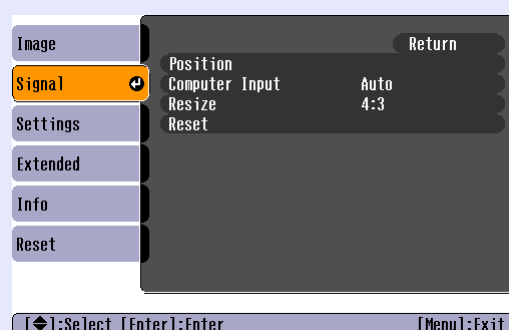 Image
Signal
Settings
Extended
Info
Reset
Return
Position
Computer Input Auto
Resize 4:3
Reset
[◆]:Select [Enter]:Enter [Menu]:Exit